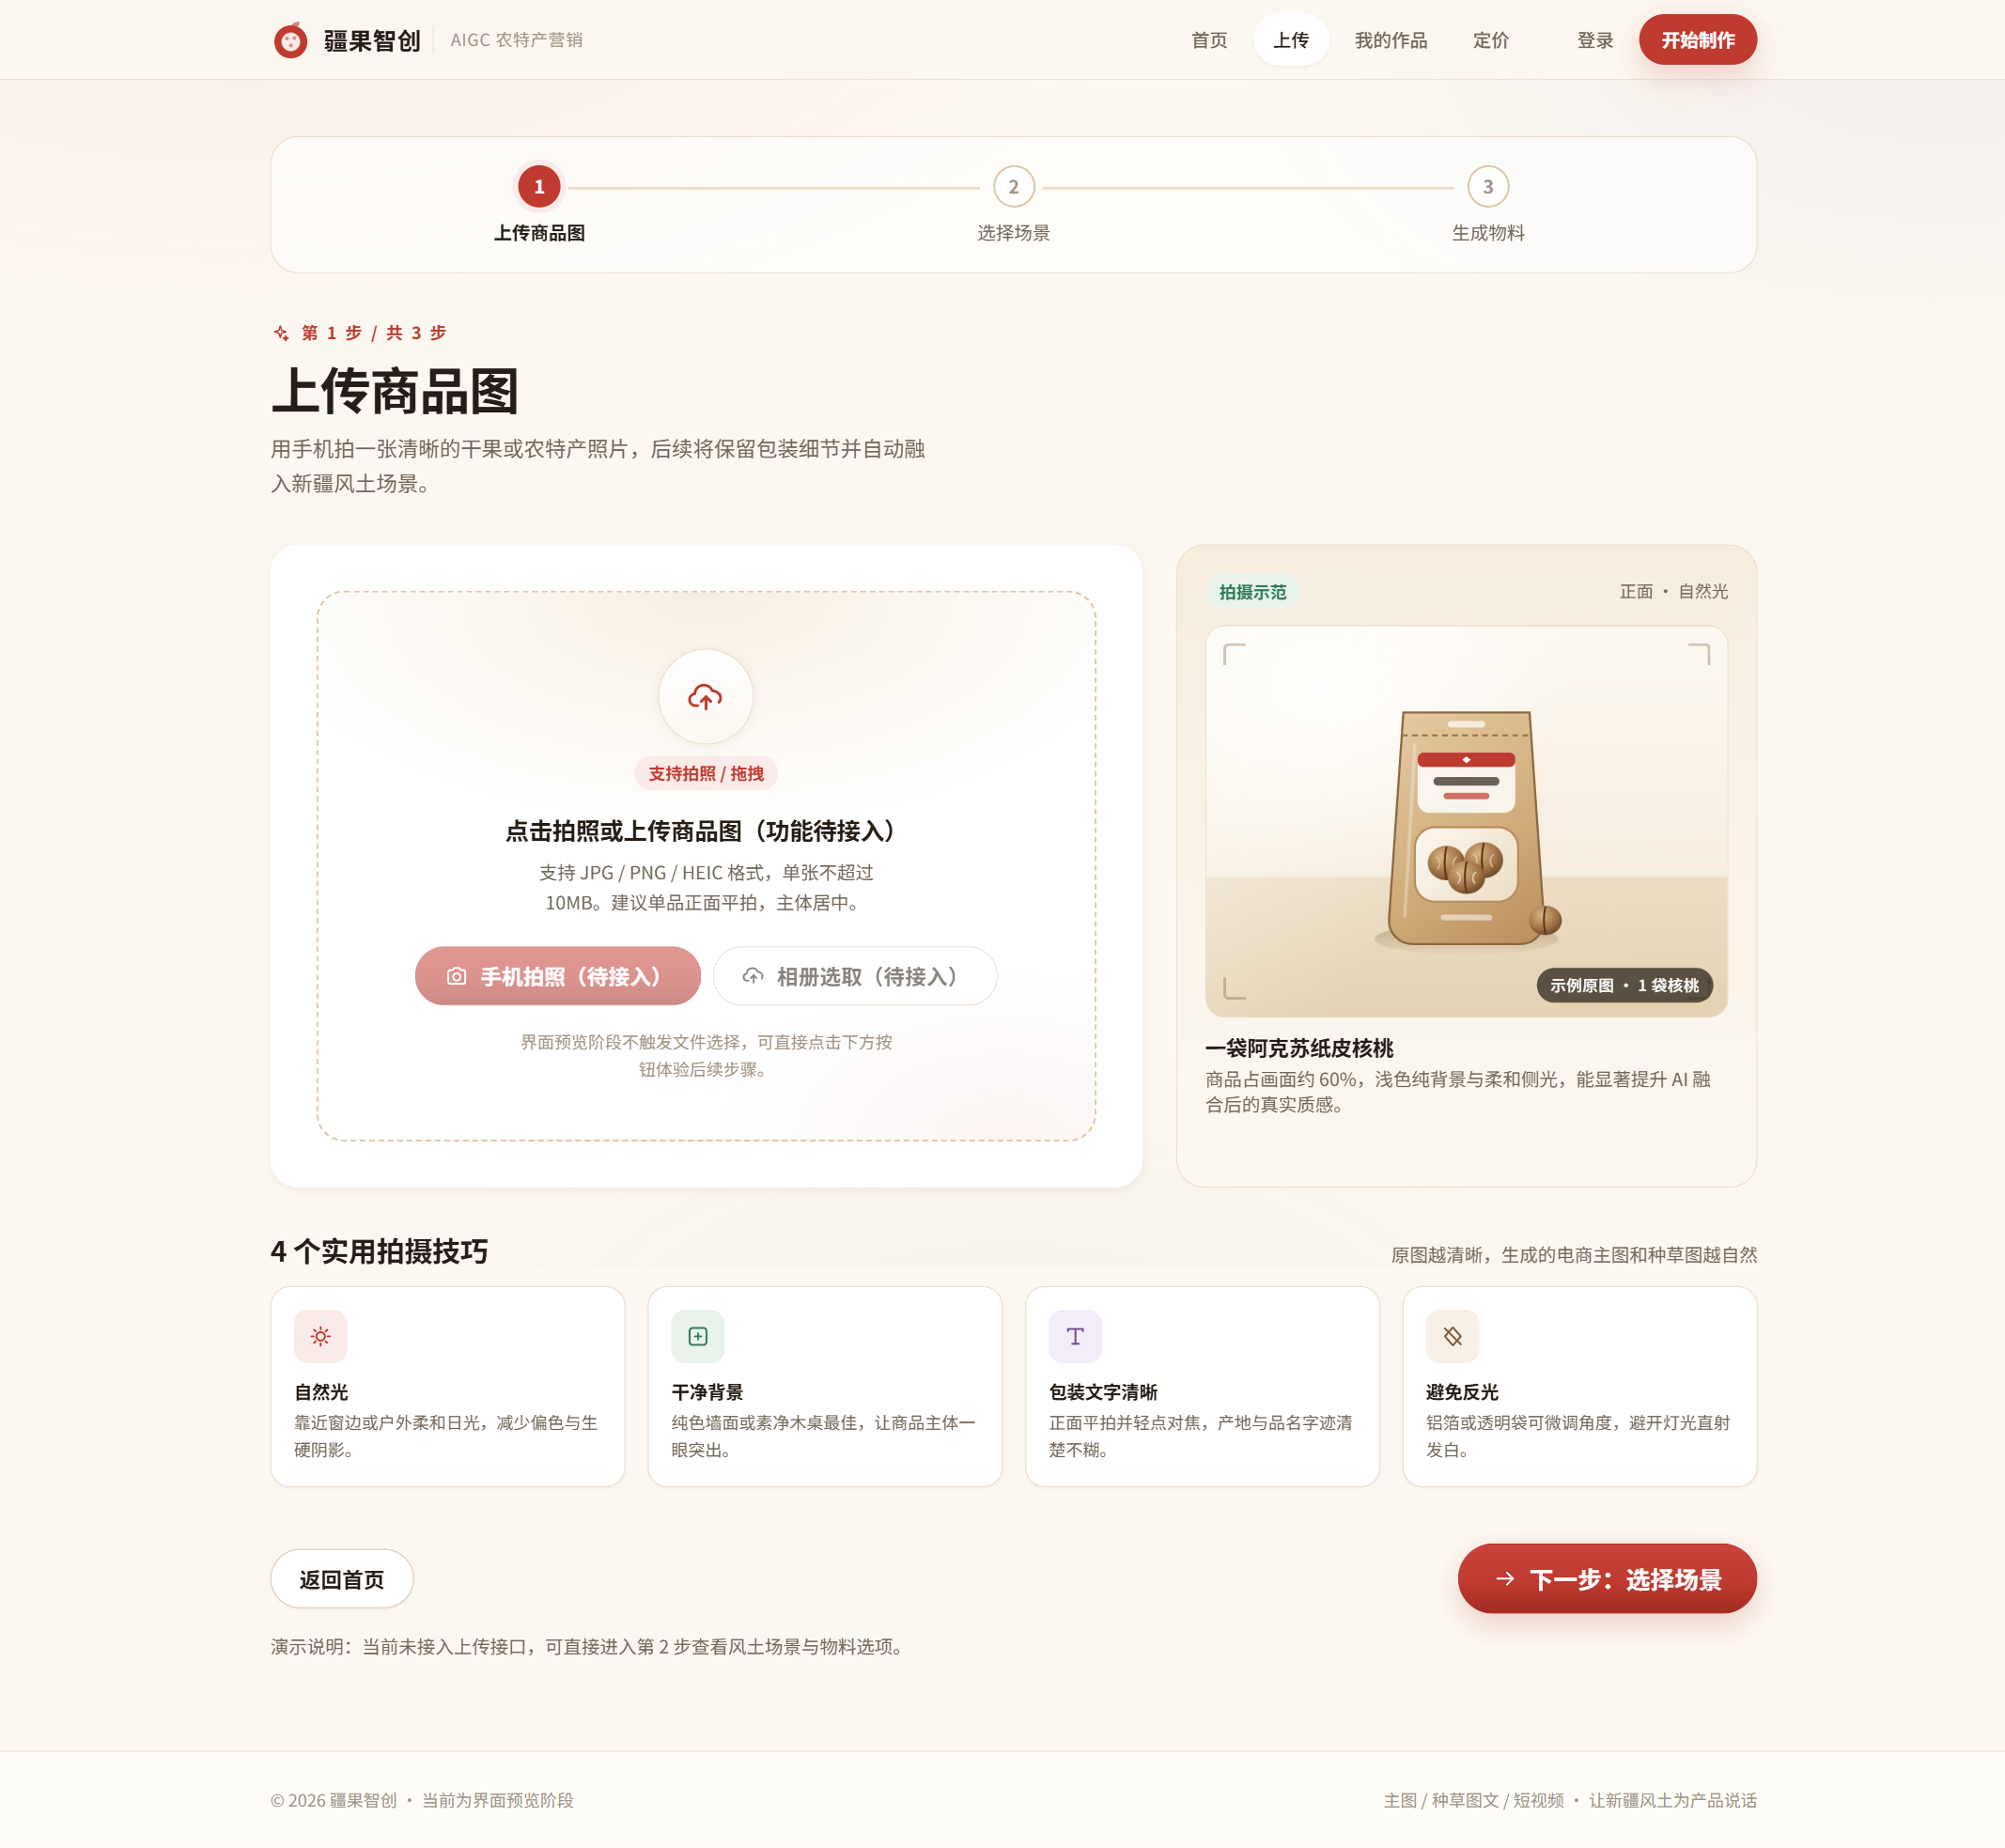 疆果智创
AIGC 农特产营销
首页
上传
我的作品
定价
登录
开始制作
1
2
3
上传商品图
选择场景
生成物料
第 1 步 / 共 3 步
上传商品图
用手机拍一张清晰的干果或农特产照片，后续将保留包装细节并自动融
入新疆风土场景。
支持拍照 / 拖拽
点击拍照或上传商品图（功能待接入）
支持 JPG / PNG / HEIC 格式，单张不超过
10MB。建议单品正面平拍，主体居中。
手机拍照（待接入）
相册选取（待接入）
界面预览阶段不触发文件选择，可直接点击下方按
钮体验后续步骤。
拍摄示范
正面 · 自然光
示例原图 · 1 袋核桃
一袋阿克苏纸皮核桃
商品占画面约 60%，浅色纯背景与柔和侧光，能显著提升 AI 融
合后的真实质感。
4 个实用拍摄技巧
原图越清晰，生成的电商主图和种草图越自然
自然光
靠近窗边或户外柔和日光，减少偏色与生
硬阴影。
干净背景
纯色墙面或素净木桌最佳，让商品主体一
眼突出。
包装文字清晰
正面平拍并轻点对焦，产地与品名字迹清
楚不糊。
避免反光
铝箔或透明袋可微调角度，避开灯光直射
发白。
返回首页
下一步：选择场景
演示说明：当前未接入上传接口，可直接进入第 2 步查看风土场景与物料选项。
© 2026 疆果智创 · 当前为界面预览阶段
主图 / 种草图文 / 短视频 · 让新疆风土为产品说话